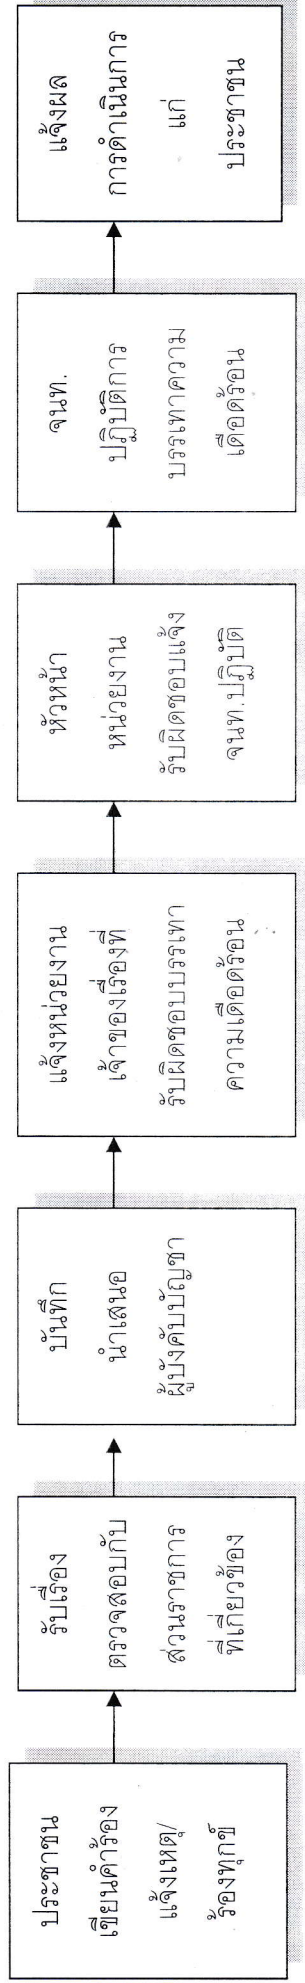 ประชาชน
เขียนคำร้อง
แจ้งเหตุ/
ร้องทุกข์
รับเรื่อง
ตรวจสอบกับ
ส่วนราชการ
ที่เกี่ยวข้อง
บันทึก
นำเสนอ
ผู้บังคับบัญชา
แจ้งหน่วยงาน
เจ้าของเรื่องที่
รับผิดชอบบรรเทา
ความเดือดร้อน
หัวหน้า
หน่วยงาน
รับผิดชอบแจ้ง
จนท.ปฏิบัติ
จนท.
ปฏิบัติการ
บรรเทาความ
เดือดร้อน
แจ้งผล
การดำเนินการ
แก่
ประชาชน